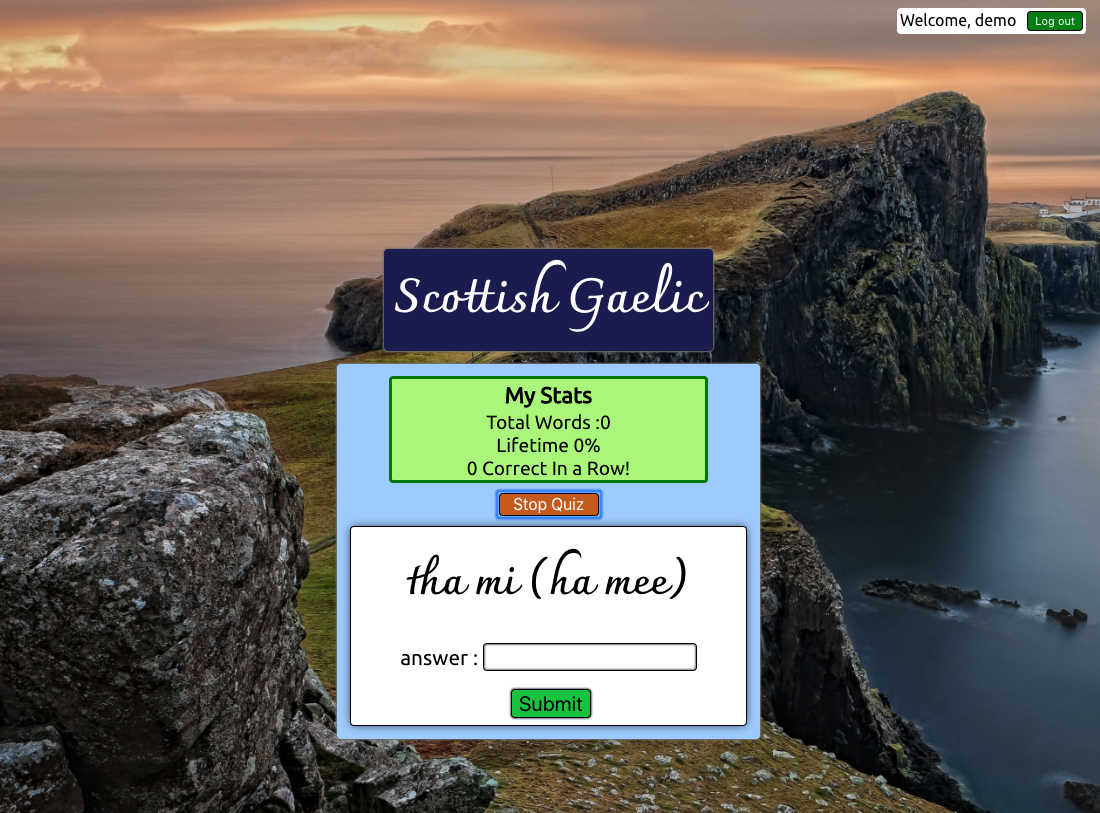 Welcome, demo Log out
Scottish Gaelic
My Stats
Total Words :0
Lifetime 0%
0 Correct In a Row!
Stop Quiz
tha mi (ha mee)
answer :
Submit